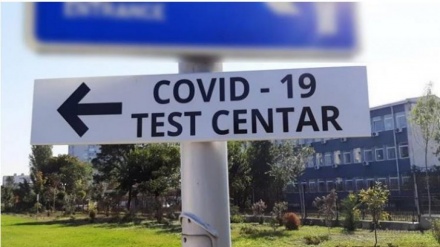 ENTRANCE
COVID - 19
TEST CENTAR